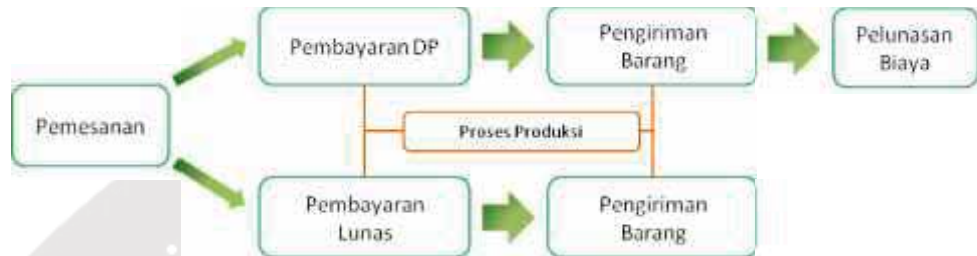 Pembayaran DP
Pengiriman
Barang
Pelunasan
Biaya
Pemesanan
Proses Produksi
Pembayaran
Lunas
Pengiriman
Barang